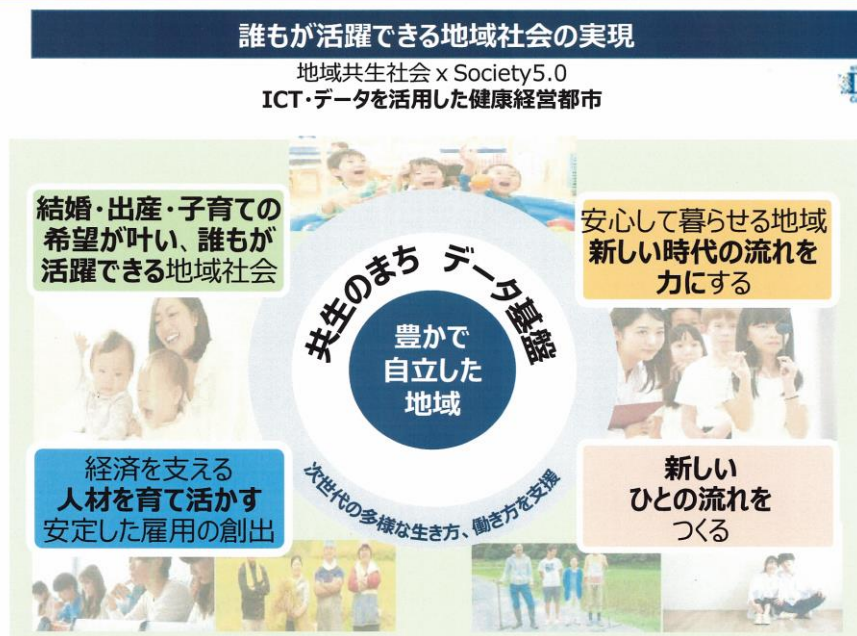 誰もが活躍できる地域社会の実現
地域共生社会 x Society5.0
ICT・データを活用した健康経営都市
結婚・出産・子育ての
希望が叶い、誰もが
活躍できる地域社会
安心して暮らせる地域
新しい時代の流れを
力にする
共生のまち データ基盤
豊かで
自立した
地域
経済を支える
人材を育て活かす
安定した雇用の創出
次世代の多様な生き方、働き方を支援
新しい
ひとの流れを
つくる